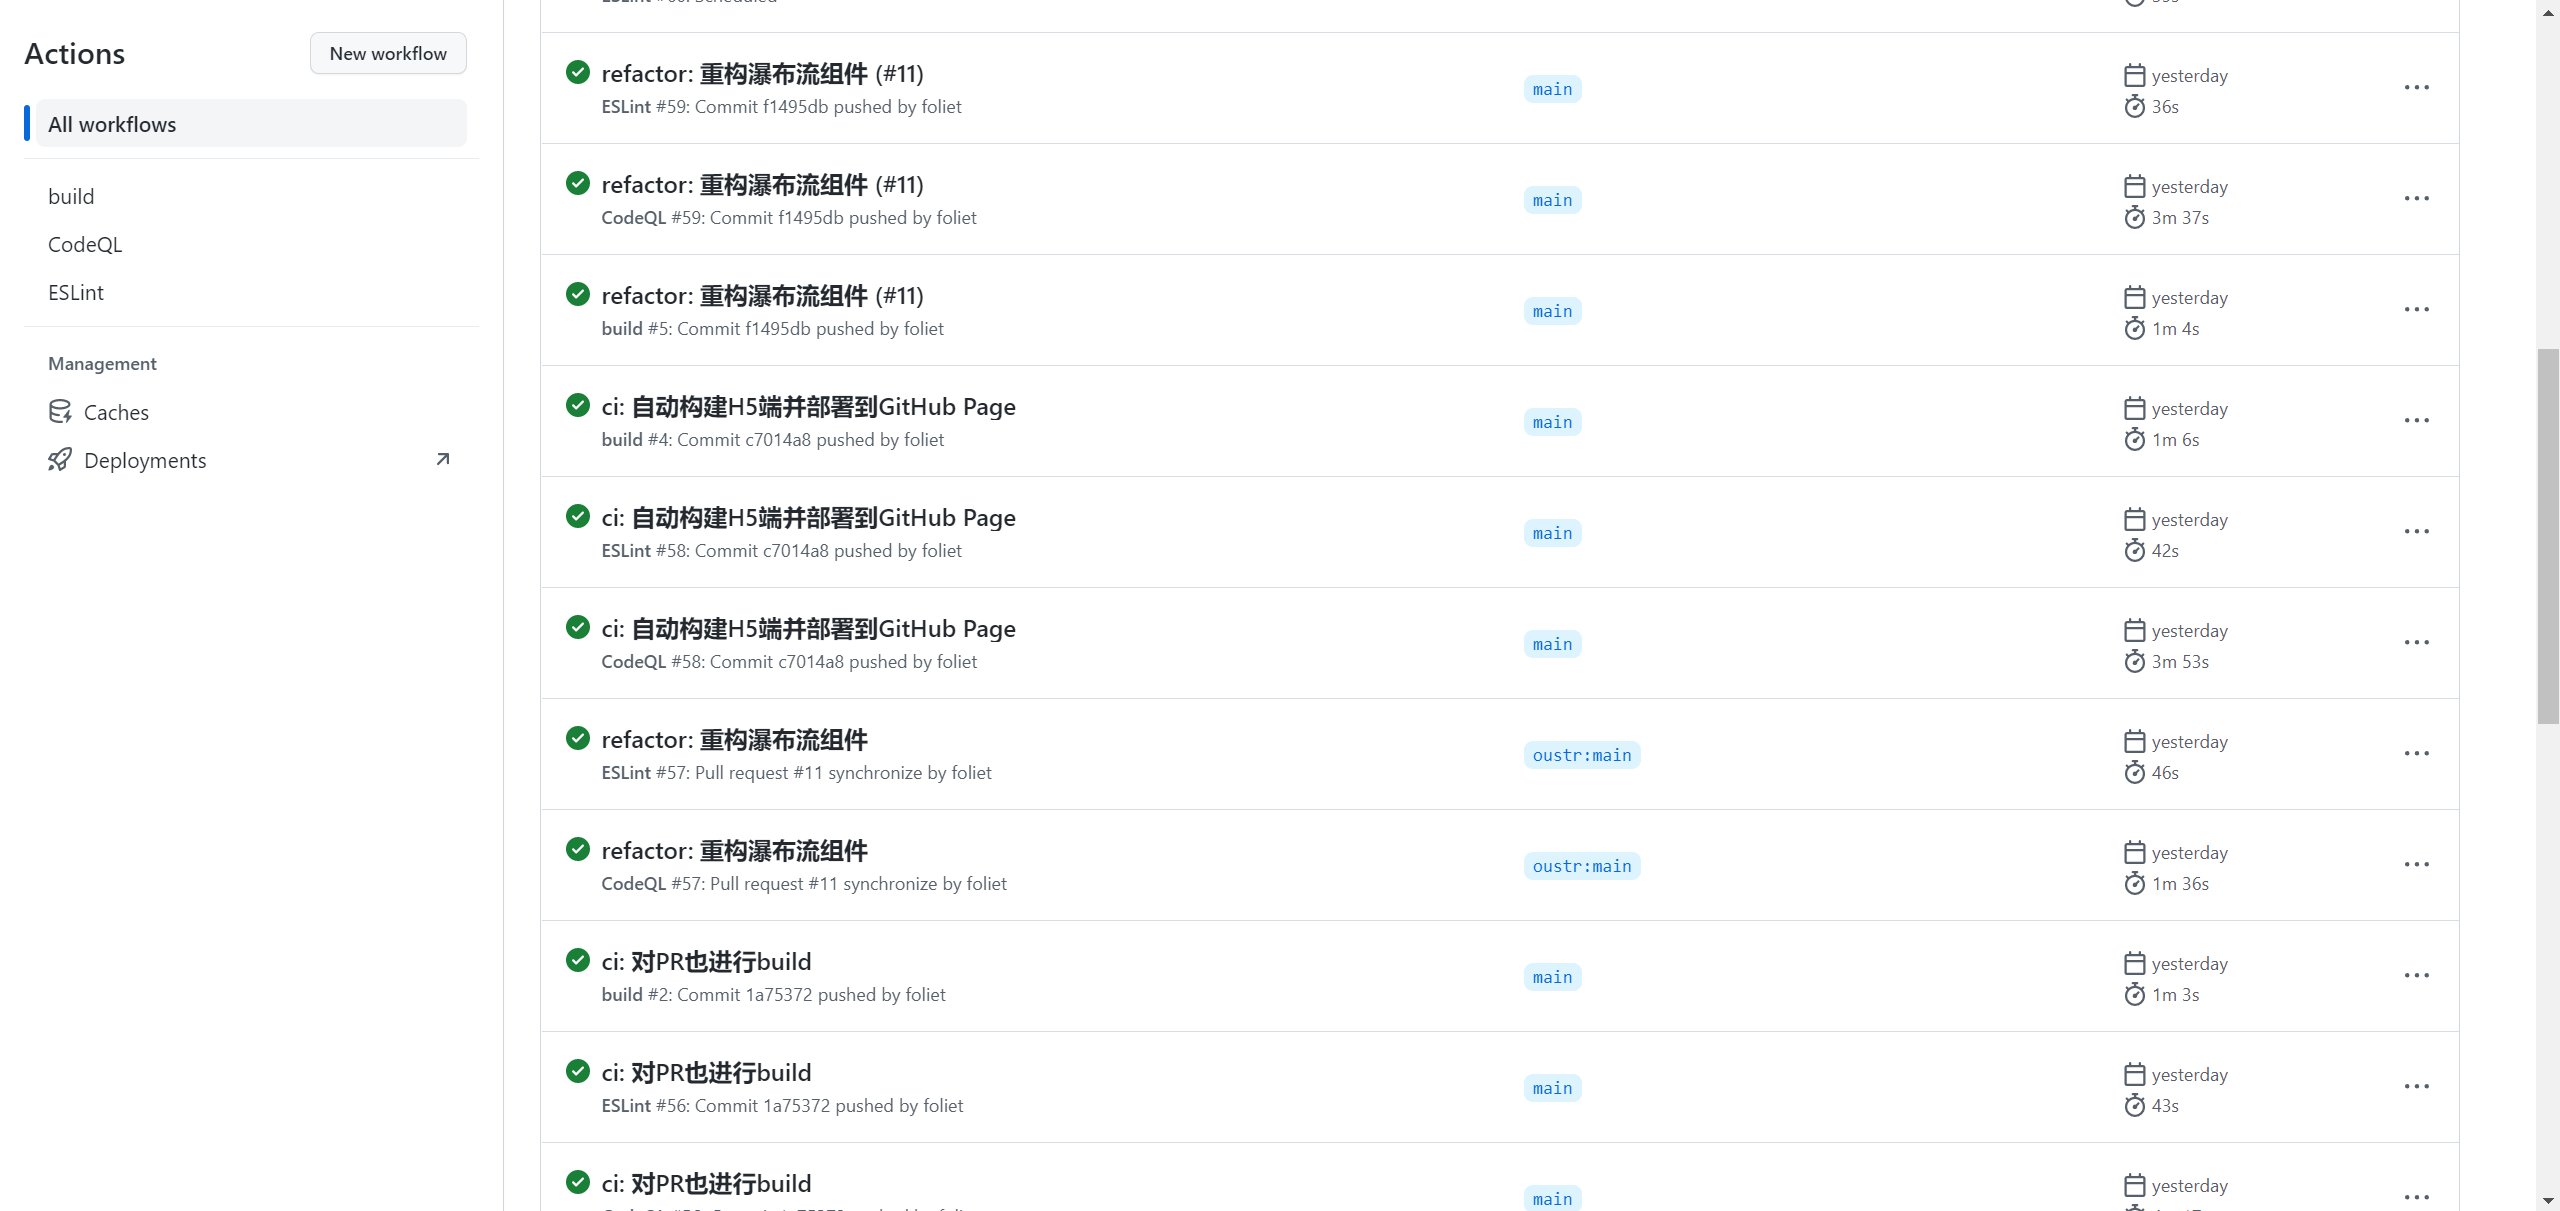 Actions
New workflow
All workflows
build
CodeQL
ESLint
Management
Caches
Deployments
refactor: 重构瀑布流组件 (#11)
ESLint #59: Commit f1495db pushed by foliet
main
yesterday
36s
refactor: 重构瀑布流组件 (#11)
CodeQL #59: Commit f1495db pushed by foliet
main
yesterday
3m 37s
refactor: 重构瀑布流组件 (#11)
build #5: Commit f1495db pushed by foliet
main
yesterday
1m 4s
ci: 自动构建H5端并部署到GitHub Page
build #4: Commit c7014a8 pushed by foliet
main
yesterday
1m 6s
ci: 自动构建H5端并部署到GitHub Page
ESLint #58: Commit c7014a8 pushed by foliet
main
yesterday
42s
ci: 自动构建H5端并部署到GitHub Page
CodeQL #58: Commit c7014a8 pushed by foliet
main
yesterday
3m 53s
refactor: 重构瀑布流组件
ESLint #57: Pull request #11 synchronize by foliet
oustr:main
yesterday
46s
refactor: 重构瀑布流组件
CodeQL #57: Pull request #11 synchronize by foliet
oustr:main
yesterday
1m 36s
ci: 对PR也进行build
build #2: Commit 1a75372 pushed by foliet
main
yesterday
1m 3s
ci: 对PR也进行build
ESLint #56: Commit 1a75372 pushed by foliet
main
yesterday
43s
ci: 对PR也进行build
main
yesterday